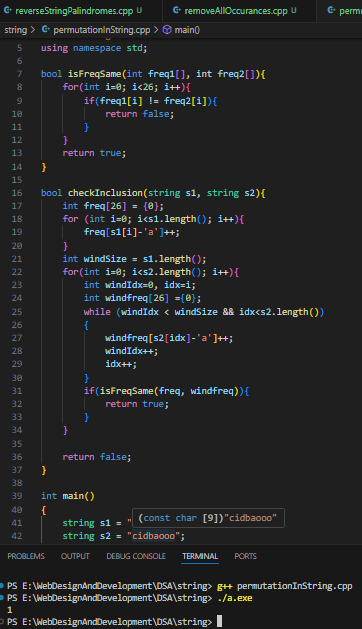 reverseStringPalindromes.cpp removeAllOccurances.cpp perm
string > permutationInString.cpp > main()
5 using namespace std;
6
7 bool isFreqSame(int freq1[], int freq2[]){
8 for(int i=0; i<26; i++){
9 if(freq1[i] != freq2[i]){
10 return false;
11 }
12 }
13 return true;
14 }
15
16 bool checkInclusion(string s1, string s2){
17 int freq[26] = {0};
18 for (int i=0; i<s1.length(); i++){
19 freq[s1[i]-'a']++;
20 }
21 int windSize = s1.length();
22 for(int i=0; i<s2.length(); i++){
23 int windIdx=0, idx=i;
24 int windfreq[26] ={0};
25 while (windIdx < windSize && idx<s2.length())
26 {
27 windfreq[s2[idx]-'a']++;
28 windIdx++;
29 idx++;
30 }
31 if(isFreqSame(freq, windfreq)){
32 return true;
33 }
34 }
35
36 return false;
37 }
38
39 int main()
40 {
(const char [9])"cidbaooo"
41 string s1 = "
42 string s2 = "cidbaooo";
PROBLEMS OUTPUT DEBUG CONSOLE TERMINAL PORTS
PS E:\WebDesignAndDevelopment\DSA\string> g++ permutationInString.cpp
PS E:\WebDesignAndDevelopment\DSA\string> ./a.exe
1
PS E:\WebDesignAndDevelopment\DSA\string>